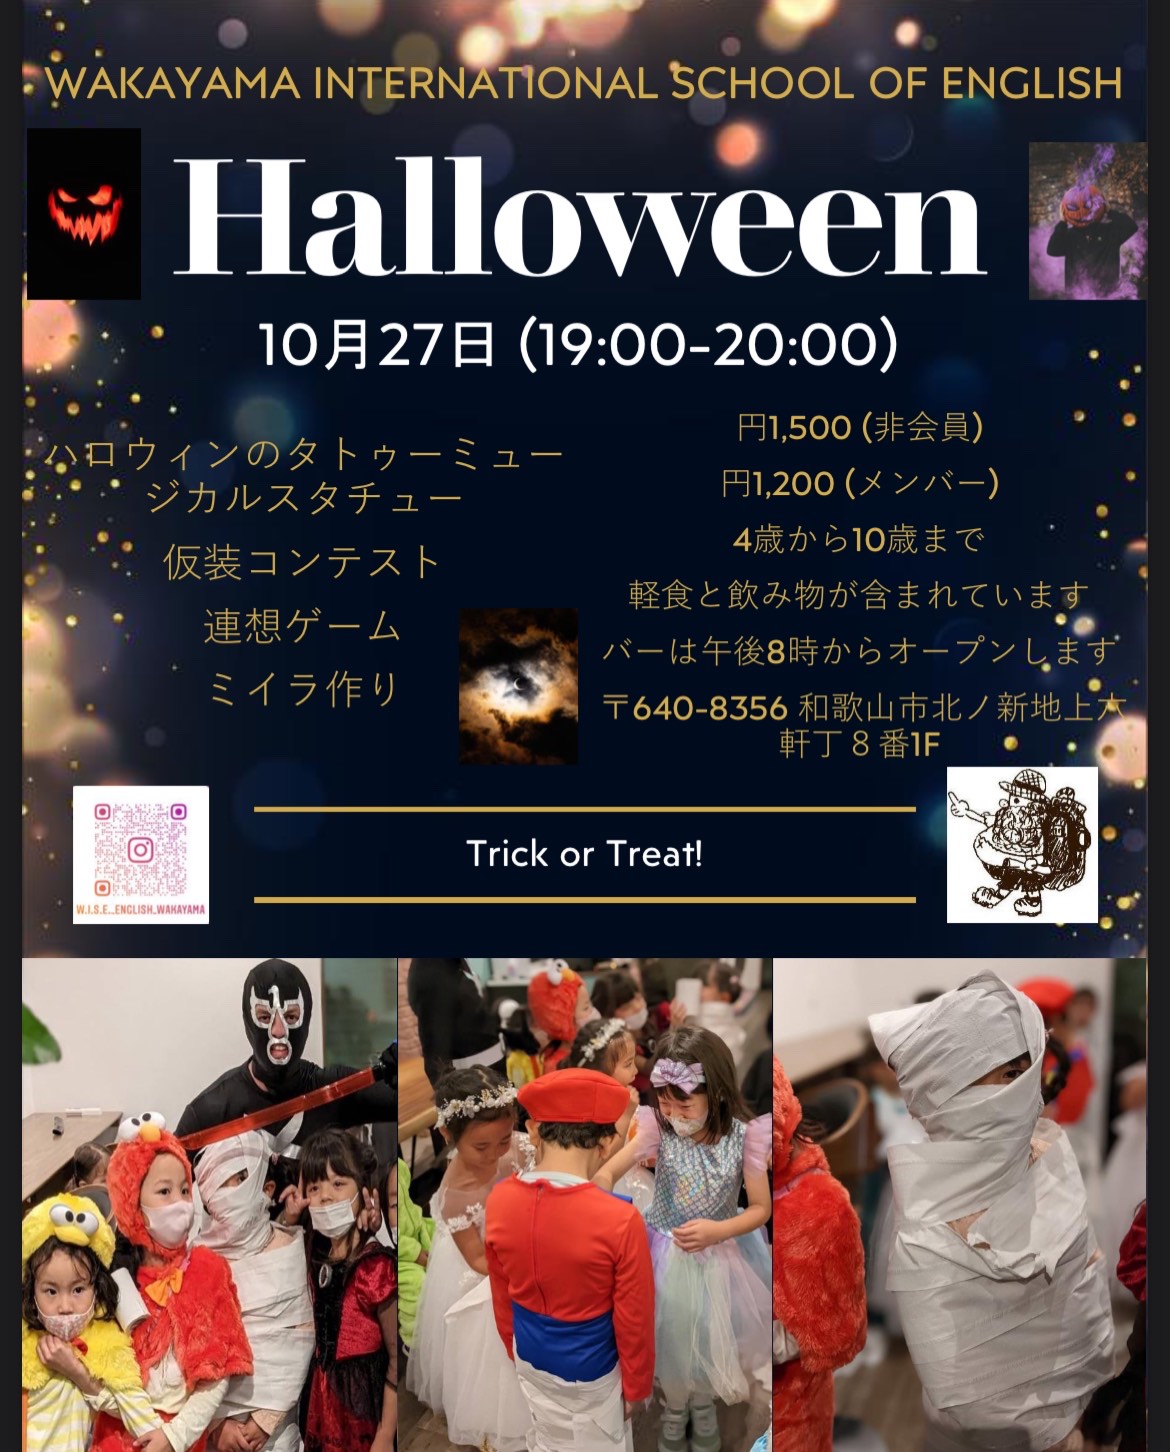 WAKAYAMA INTERNATIONAL SCHOOL OF ENGLISH
Halloween
10月27日 (19:00-20:00)
ハロウィンのタトゥーミュー
ジカルスタチュー
仮装コンテスト
連想ゲーム
ミイラ作り
円1,500 (非会員)
円1,200 (メンバー)
4歳から10歳まで
軽食と飲み物が含まれています
バーは午後8時からオープンします
〒640-8356 和歌山市北ノ新地上六
軒丁８番1F
W.I.S.E._ENGLISH_WAKAYAMA
Trick or Treat!